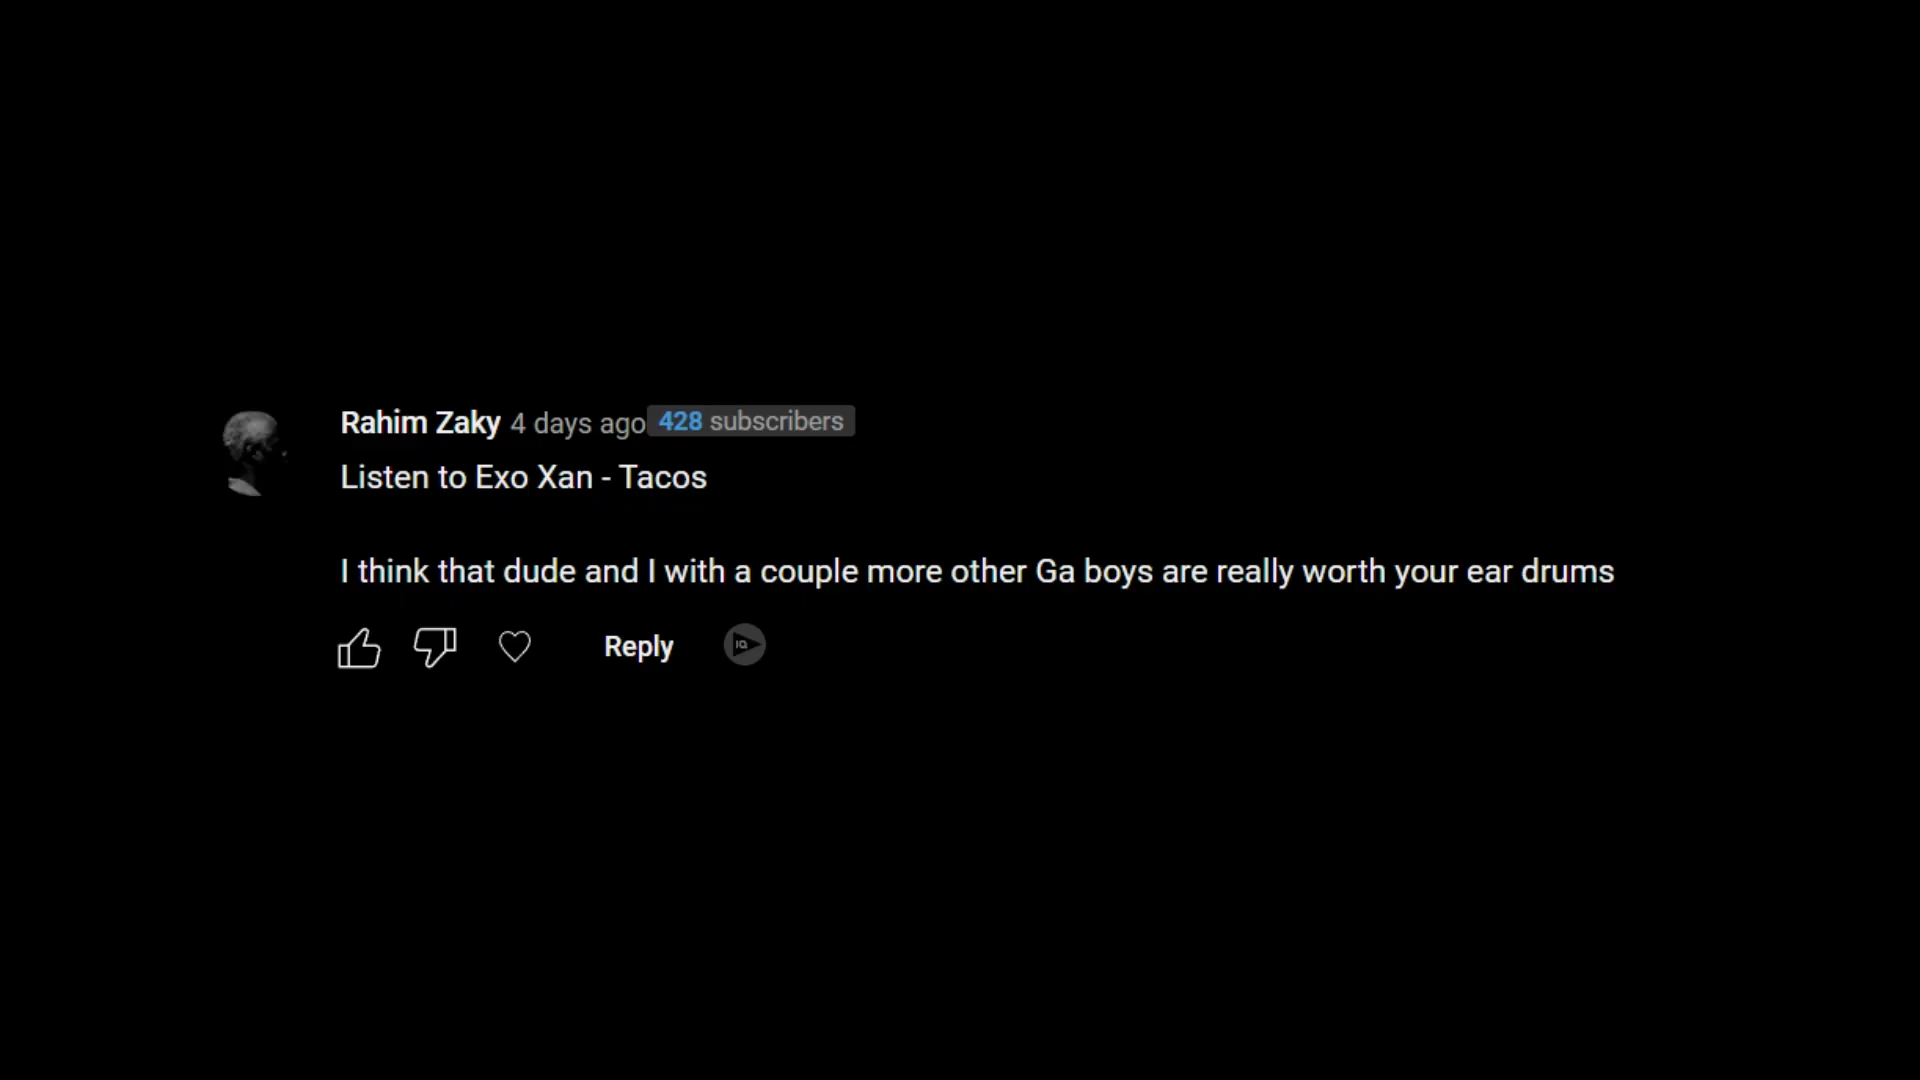 Rahim Zaky 4 days ago 428 subscribers
Listen to Exo Xan - Tacos
I think that dude and I with a couple more other Ga boys are really worth your ear drums
Reply IQ